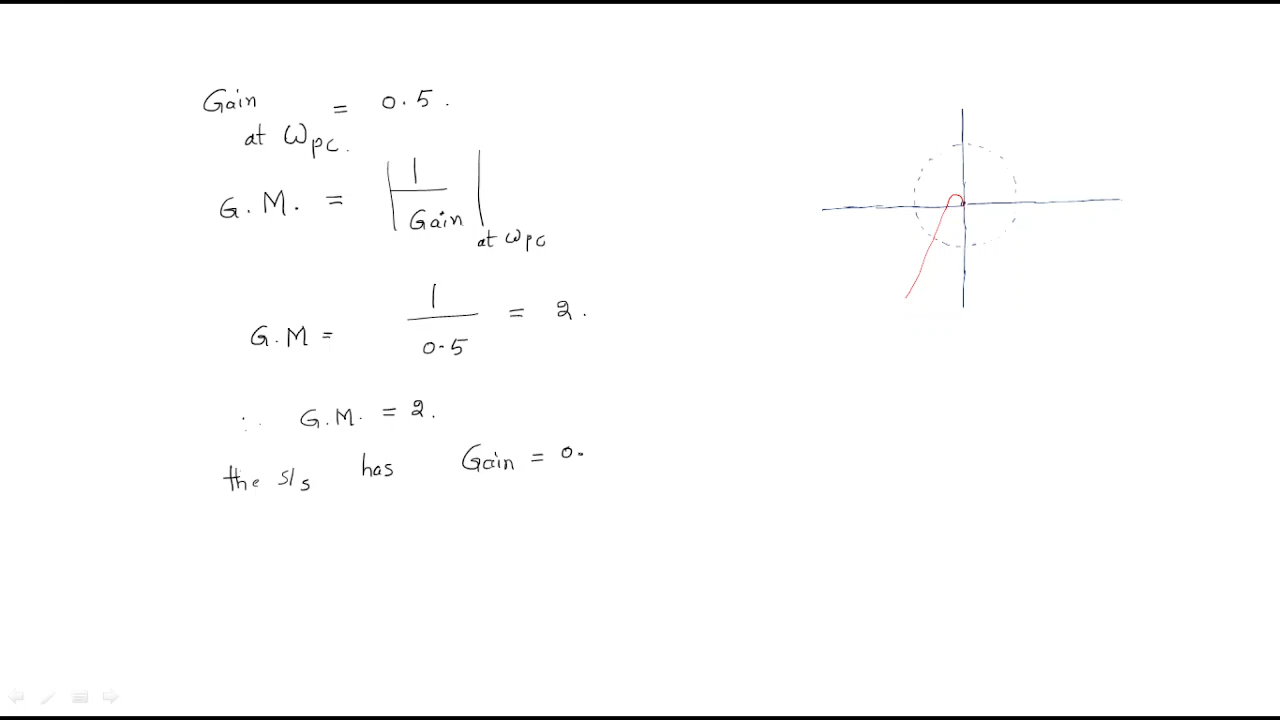 Gain = 0.5.
at ωpc.
G.M. = | 1 / Gain | at ωpc
G.M = 1 / 0.5 = 2.
∴ G.M. = 2.
the s/s has Gain = 0.